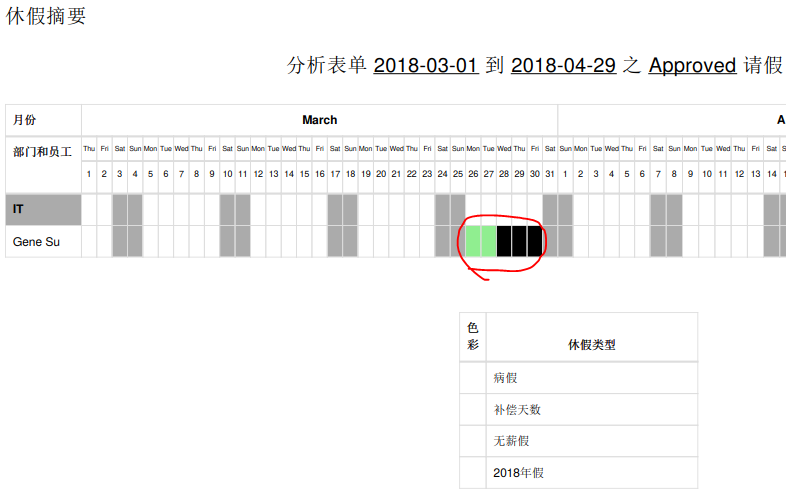 休假摘要
分析表单 2018-03-01 到 2018-04-29 之 Approved 请假
月份 March A
部门和员工 Thu Fri Sat Sun Mon Tue Wed Thu Fri Sat Sun Mon Tue Wed Thu Fri Sat Sun Mon Tue Wed Thu Fri Sat Sun Mon Tue Wed Thu Fri Sat Sun Mon Tue Wed Thu Fri Sat Sun Mon Tue Wed Thu Fri Sat S
1 2 3 4 5 6 7 8 9 10 11 12 13 14 15 16 17 18 19 20 21 22 23 24 25 26 27 28 29 30 31 1 2 3 4 5 6 7 8 9 10 11 12 13 14 1
IT
Gene Su
色彩 休假类型
病假
补偿天数
无薪假
2018年假